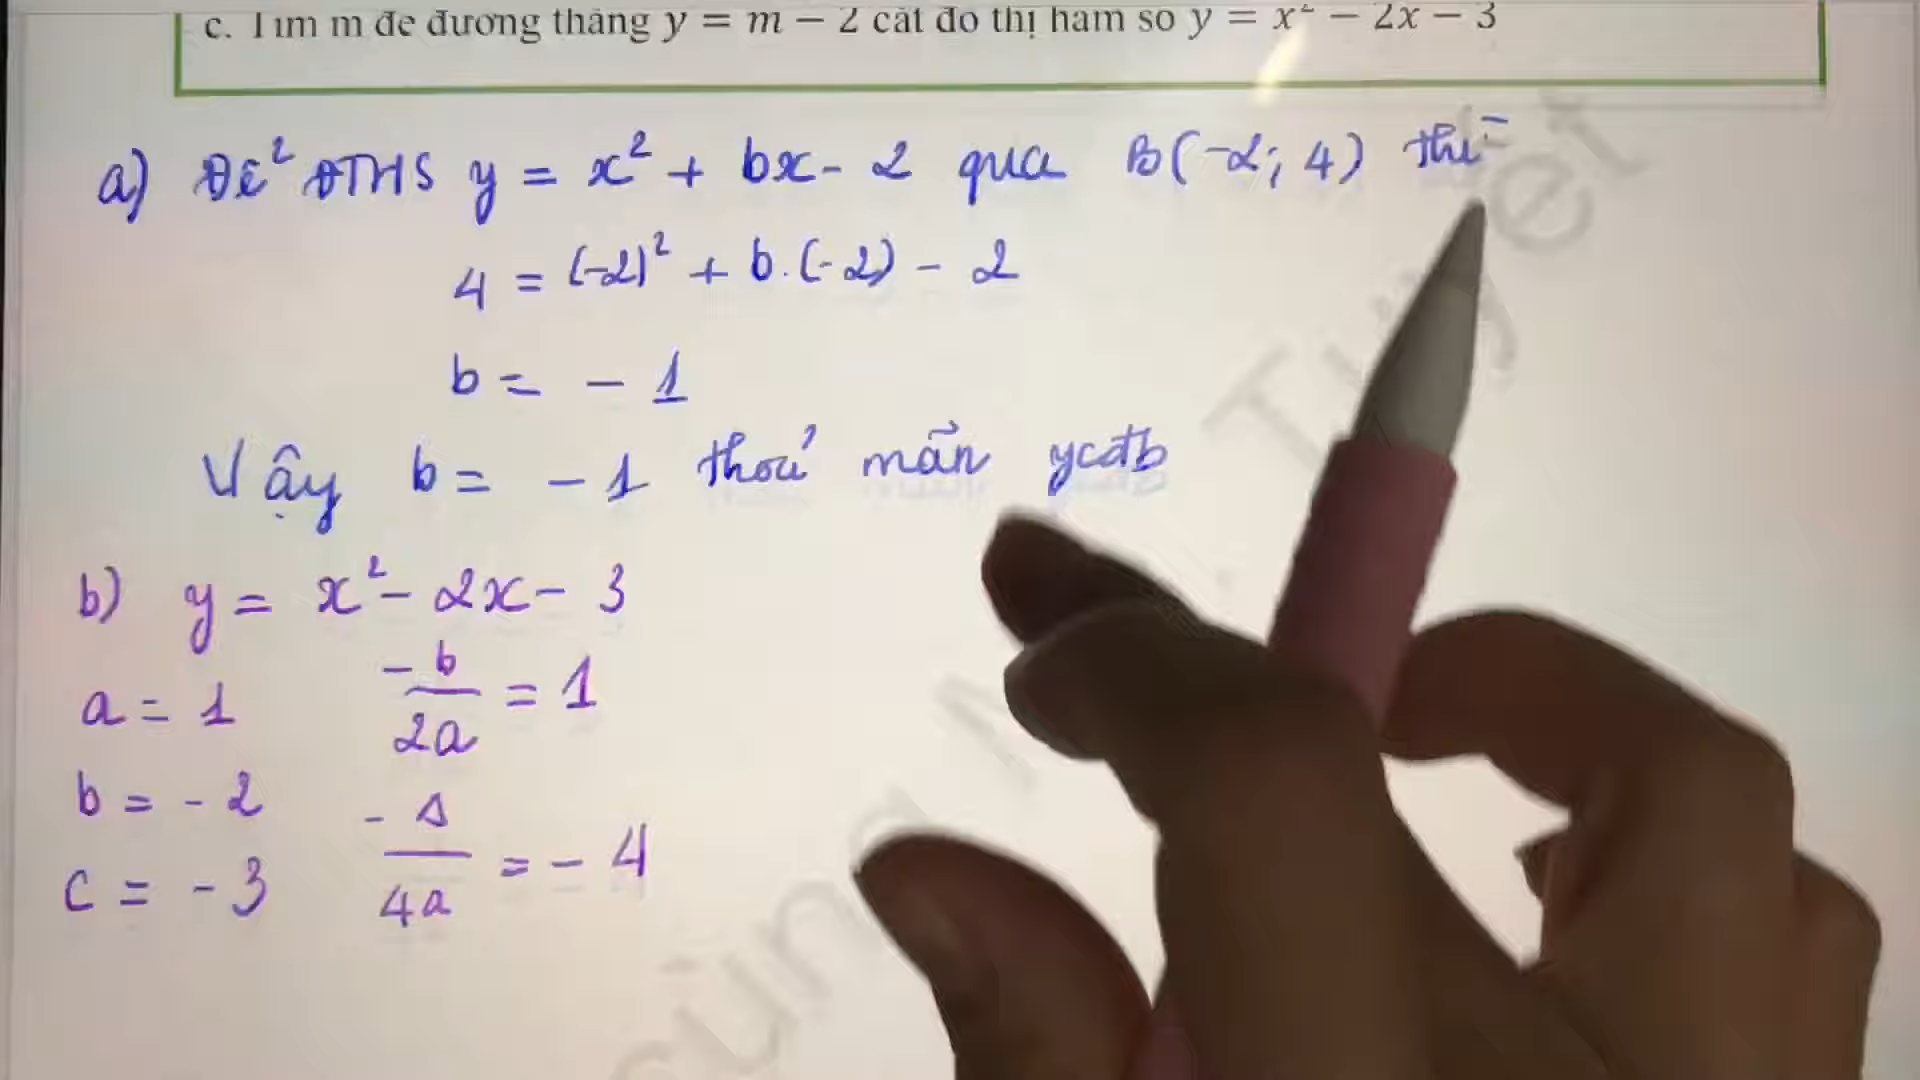 c. Tìm m để đường thẳng y = m − 2 cắt đồ thị hàm số y = x² − 2x − 3
a) Để ĐTHS y = x² + bx - 2 qua B(-2; 4) thì
4 = (-2)² + b.(-2) - 2
b = - 1
Vậy b = - 1 thoả mãn ycđb
b) y = x² - 2x - 3
a = 1 -b/2a = 1
b = - 2 -Δ/4a = - 4
c = - 3